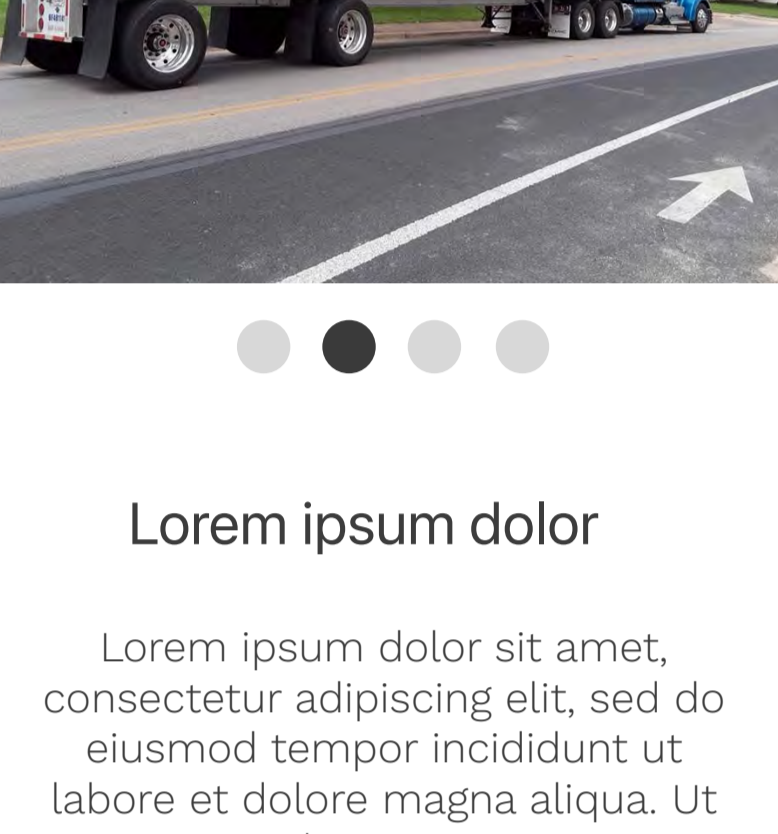 Lorem ipsum dolor
Lorem ipsum dolor sit amet,
consectetur adipiscing elit, sed do
eiusmod tempor incididunt ut
labore et dolore magna aliqua. Ut